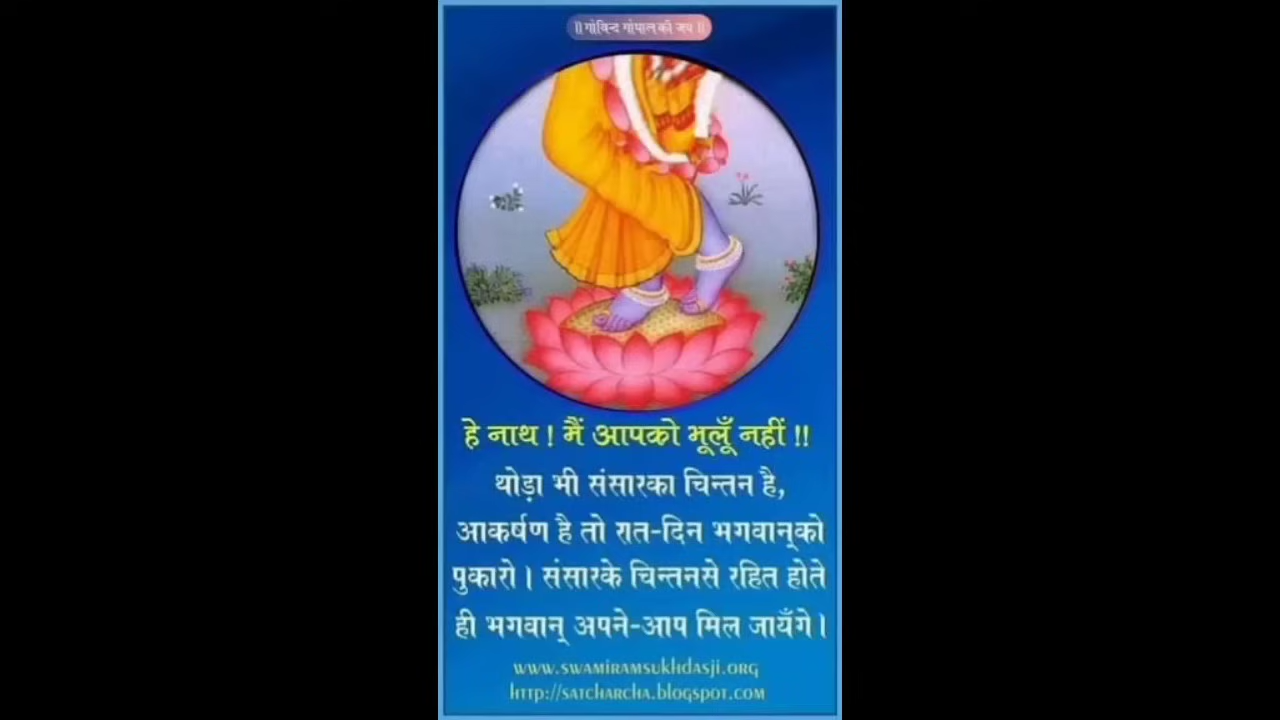 ॥ गोविन्द गोपाल की जय ॥
हे नाथ ! मैं आपको भूलूँ नहीं !!
थोड़ा भी संसारका चिन्तन है,
आकर्षण है तो रात-दिन भगवान्‌को
पुकारो। संसारके चिन्तनसे रहित होते
ही भगवान् अपने-आप मिल जायँगे।
www.swamiramsukhdasji.org
http://satcharcha.blogspot.com